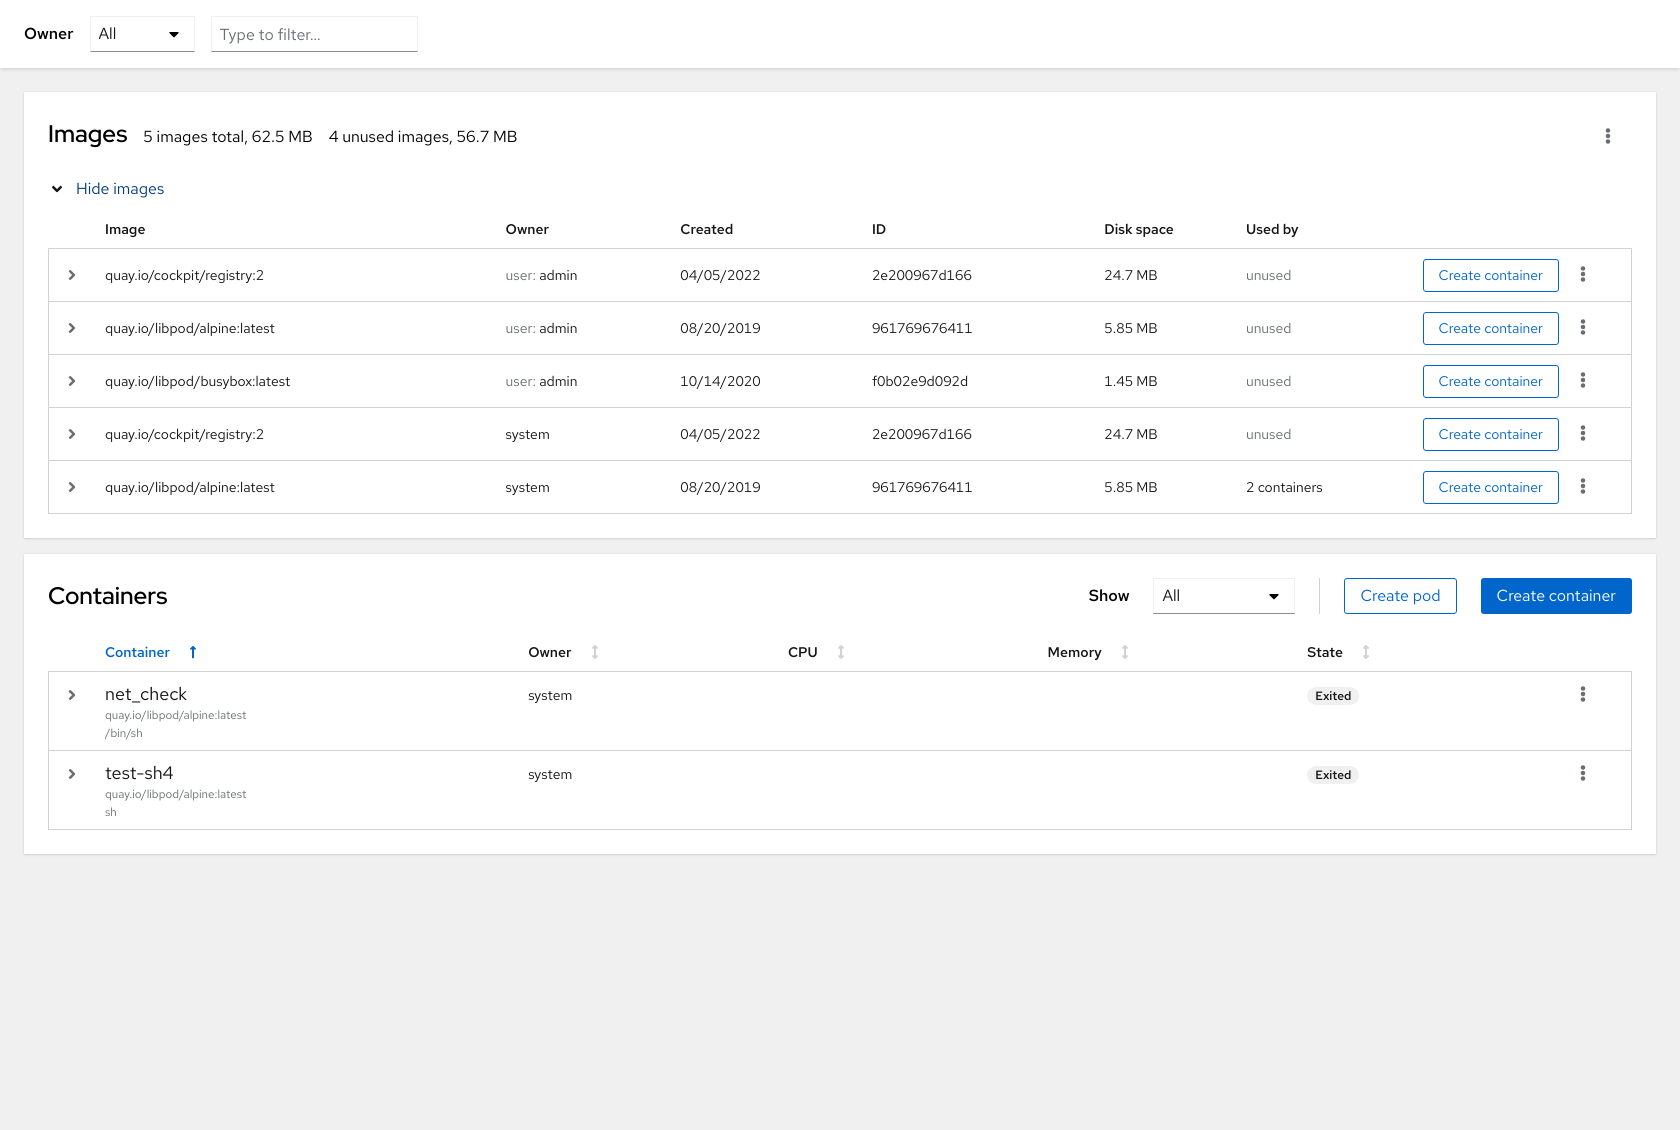 Owner All Type to filter...
Images 5 images total, 62.5 MB 4 unused images, 56.7 MB
Hide images
Image Owner Created ID Disk space Used by
quay.io/cockpit/registry:2 user: admin 04/05/2022 2e200967d166 24.7 MB unused Create container
quay.io/libpod/alpine:latest user: admin 08/20/2019 961769676411 5.85 MB unused Create container
quay.io/libpod/busybox:latest user: admin 10/14/2020 f0b02e9d092d 1.45 MB unused Create container
quay.io/cockpit/registry:2 system 04/05/2022 2e200967d166 24.7 MB unused Create container
quay.io/libpod/alpine:latest system 08/20/2019 961769676411 5.85 MB 2 containers Create container
Containers Show All Create pod Create container
Container Owner CPU Memory State
net_check system Exited
quay.io/libpod/alpine:latest
/bin/sh
test-sh4 system Exited
quay.io/libpod/alpine:latest
sh